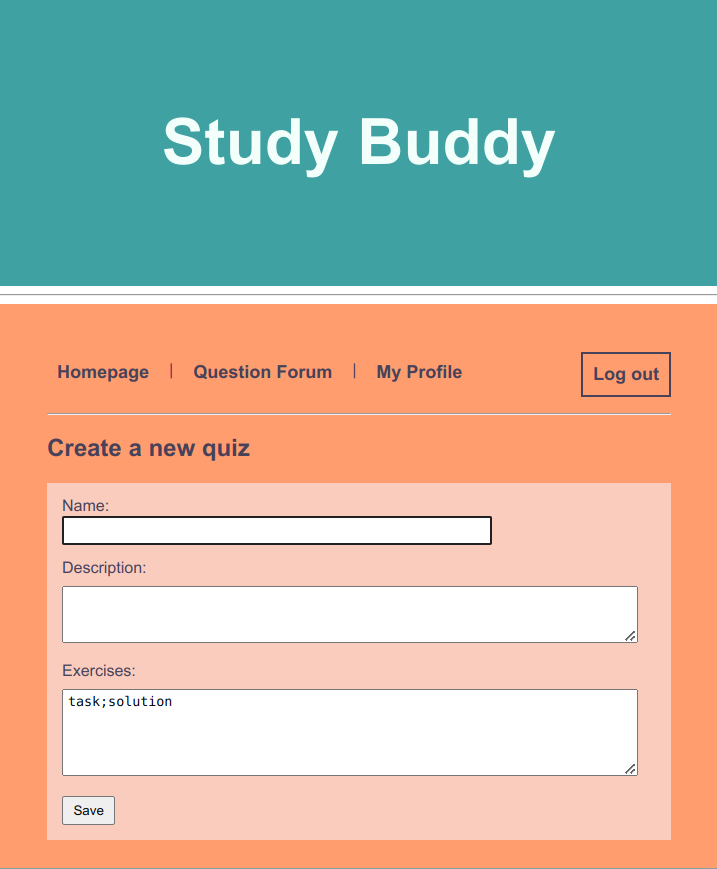 Study Buddy
Homepage | Question Forum | My Profile Log out
Create a new quiz
Name:
Description:
Exercises:
task;solution
Save